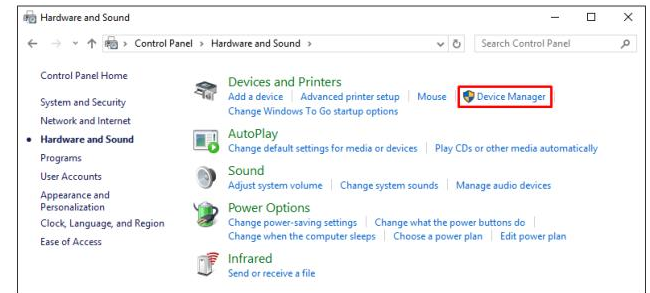 Hardware and Sound
Control Panel > Hardware and Sound >
Search Control Panel
Control Panel Home
System and Security
Network and Internet
Hardware and Sound
Programs
User Accounts
Appearance and
Personalization
Clock, Language, and Region
Ease of Access
Devices and Printers
Add a device | Advanced printer setup | Mouse | Device Manager
Change Windows To Go startup options
AutoPlay
Change default settings for media or devices | Play CDs or other media automatically
Sound
Adjust system volume | Change system sounds | Manage audio devices
Power Options
Change power-saving settings | Change what the power buttons do |
Change when the computer sleeps | Choose a power plan | Edit power plan
Infrared
Send or receive a file